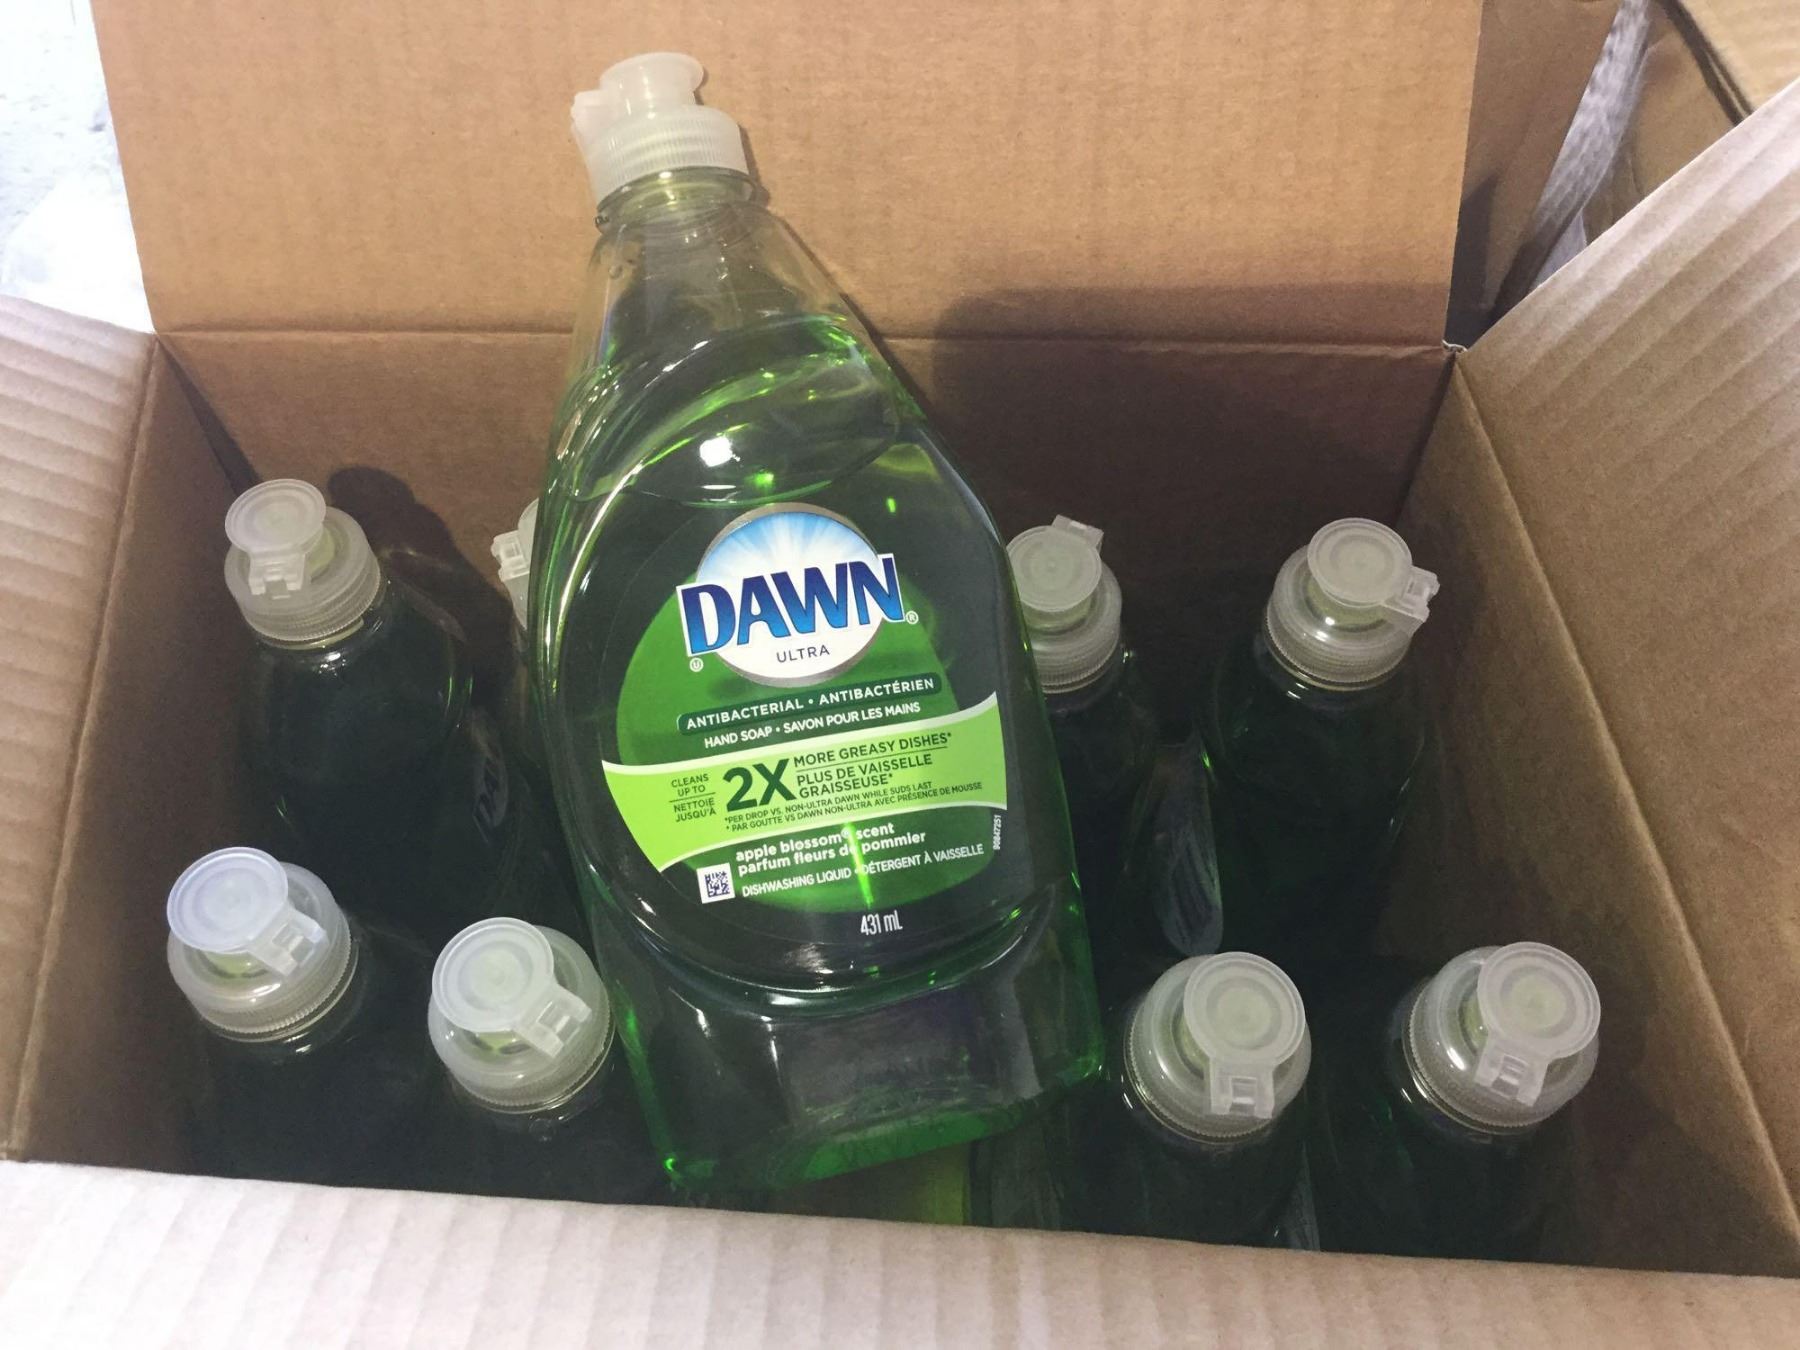 DAWN®
Ⓤ
ULTRA
ANTIBACTERIAL • ANTIBACTÉRIEN
HAND SOAP • SAVON POUR LES MAINS
CLEANS
UP TO
NETTOIE
JUSQU'À
2X
MORE GREASY DISHES*
PLUS DE VAISSELLE
GRAISSEUSE*
*PER DROP VS. NON-ULTRA DAWN WHILE SUDS LAST
*PAR GOUTTE VS DAWN NON-ULTRA AVEC PRÉSENCE DE MOUSSE
apple blossom® scent
parfum fleurs de pommier
DISHWASHING LIQUID • DÉTERGENT À VAISSELLE
431 mL